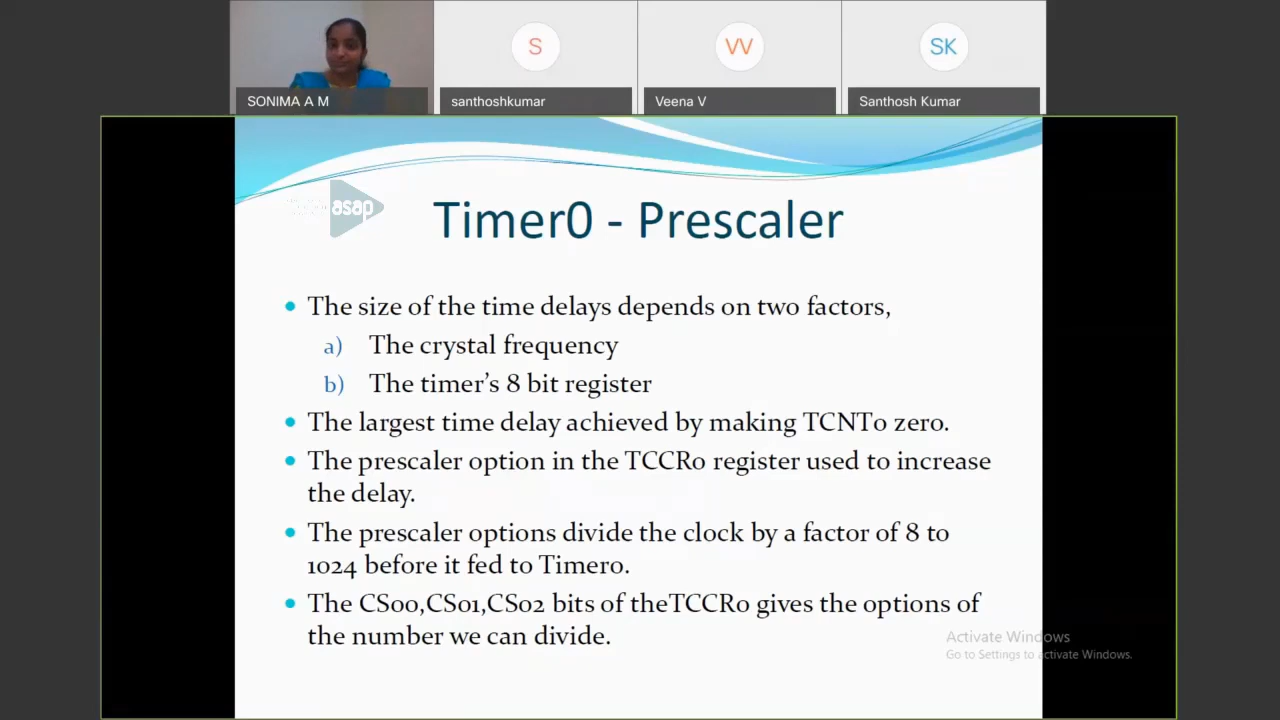 S
VV
SK
SONIMA A M
santhoshkumar
Veena V
Santhosh Kumar
asap
Timer0 - Prescaler
• The size of the time delays depends on two factors,
a) The crystal frequency
b) The timer’s 8 bit register
• The largest time delay achieved by making TCNT0 zero.
• The prescaler option in the TCCR0 register used to increase
the delay.
• The prescaler options divide the clock by a factor of 8 to
1024 before it fed to Timer0.
• The CS00,CS01,CS02 bits of theTCCR0 gives the options of
the number we can divide.
Activate Windows
Go to Settings to activate Windows.